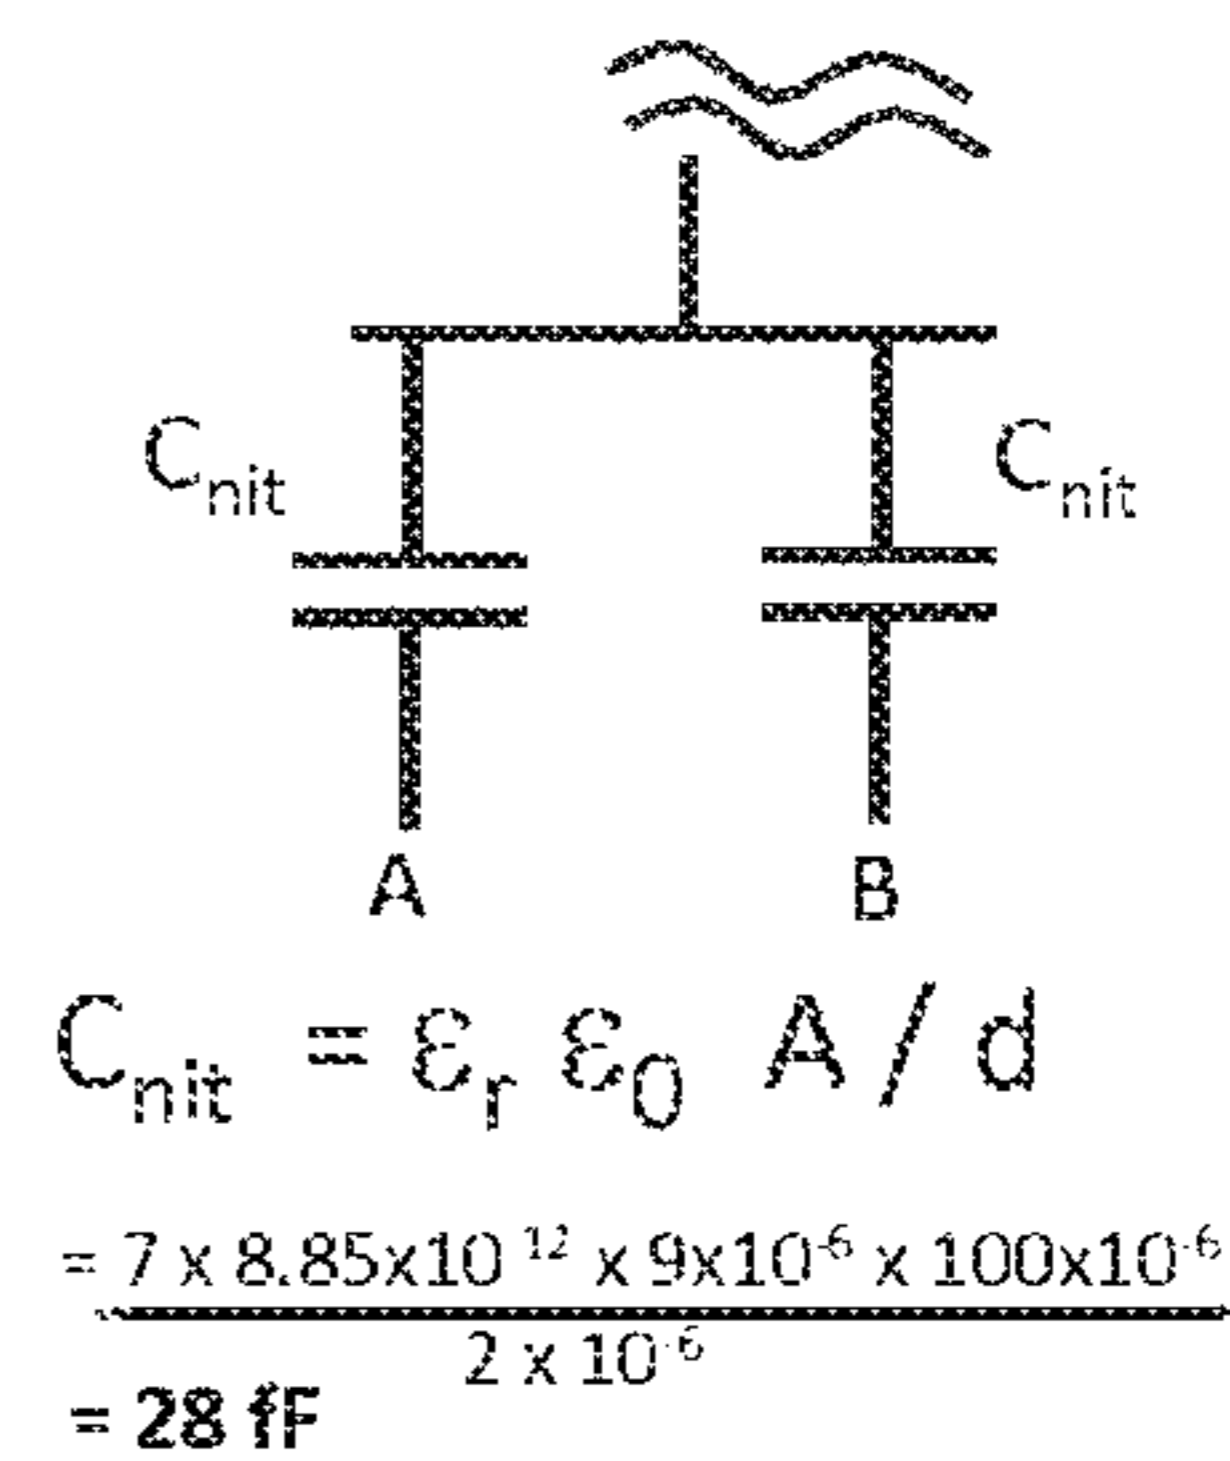 C_nit C_nit
A B
C_nit = ε_r ε_0 A / d
= 7 x 8.85x10^-12 x 9x10^-6 x 100x10^-6
2 x 10^-6
= 28 fF